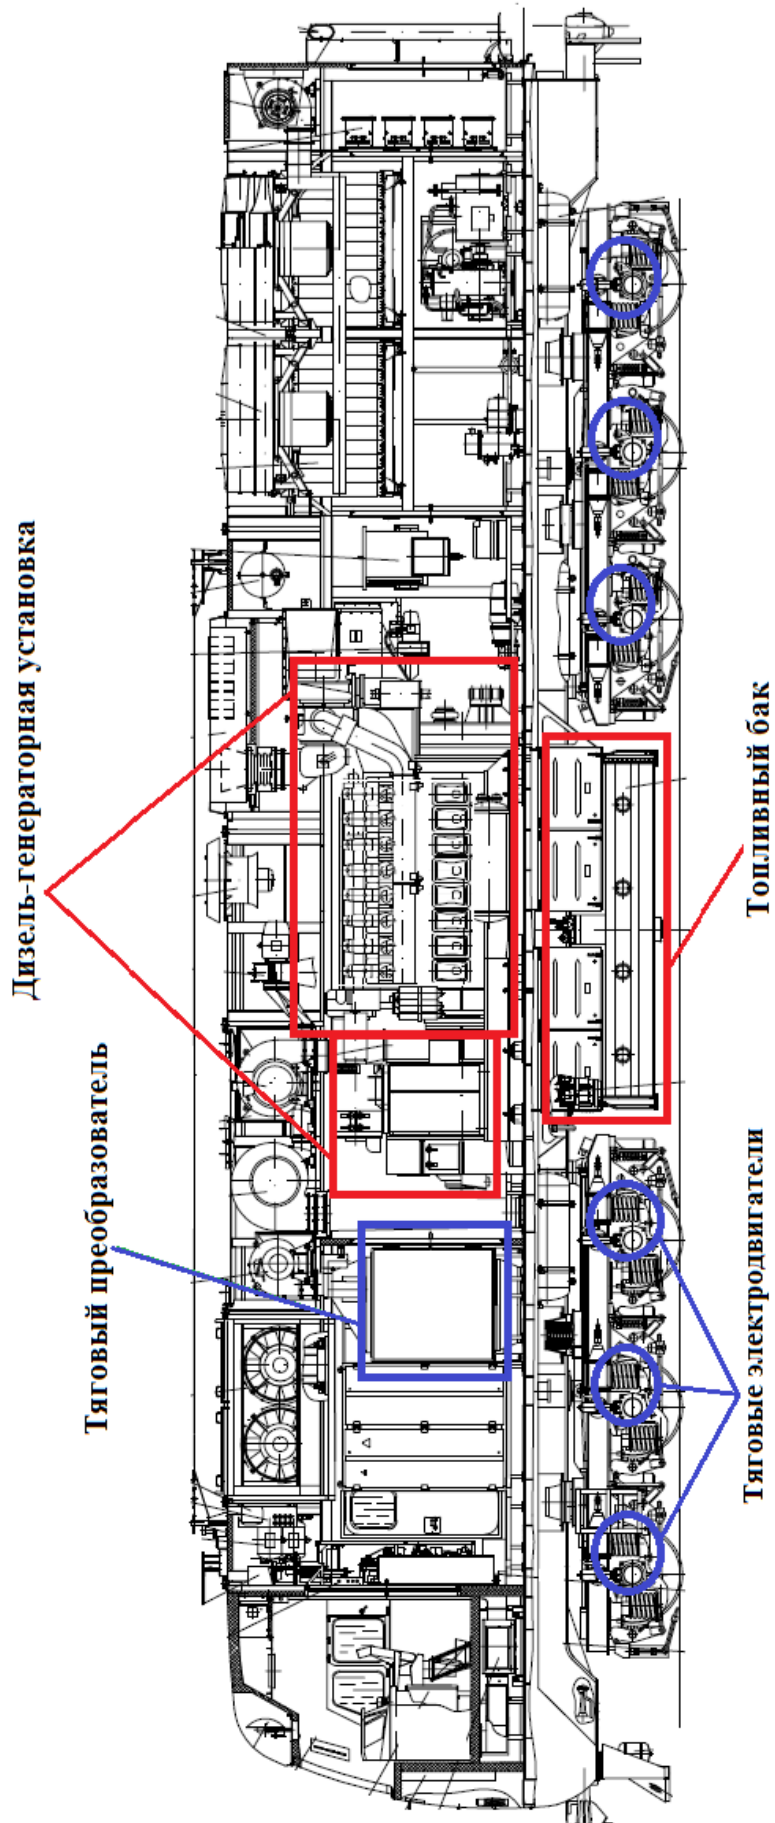 Дизель-генераторная установка
Тяговый преобразователь
Топливный бак
Тяговые электродвигатели